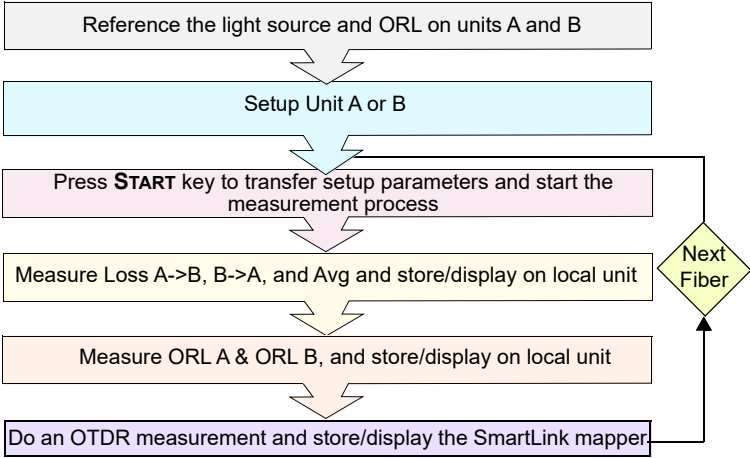 Reference the light source and ORL on units A and B
Setup Unit A or B
Press START key to transfer setup parameters and start the
measurement process
Measure Loss A->B, B->A, and Avg and store/display on local unit
Next
Fiber
Measure ORL A & ORL B, and store/display on local unit
Do an OTDR measurement and store/display the SmartLink mapper.